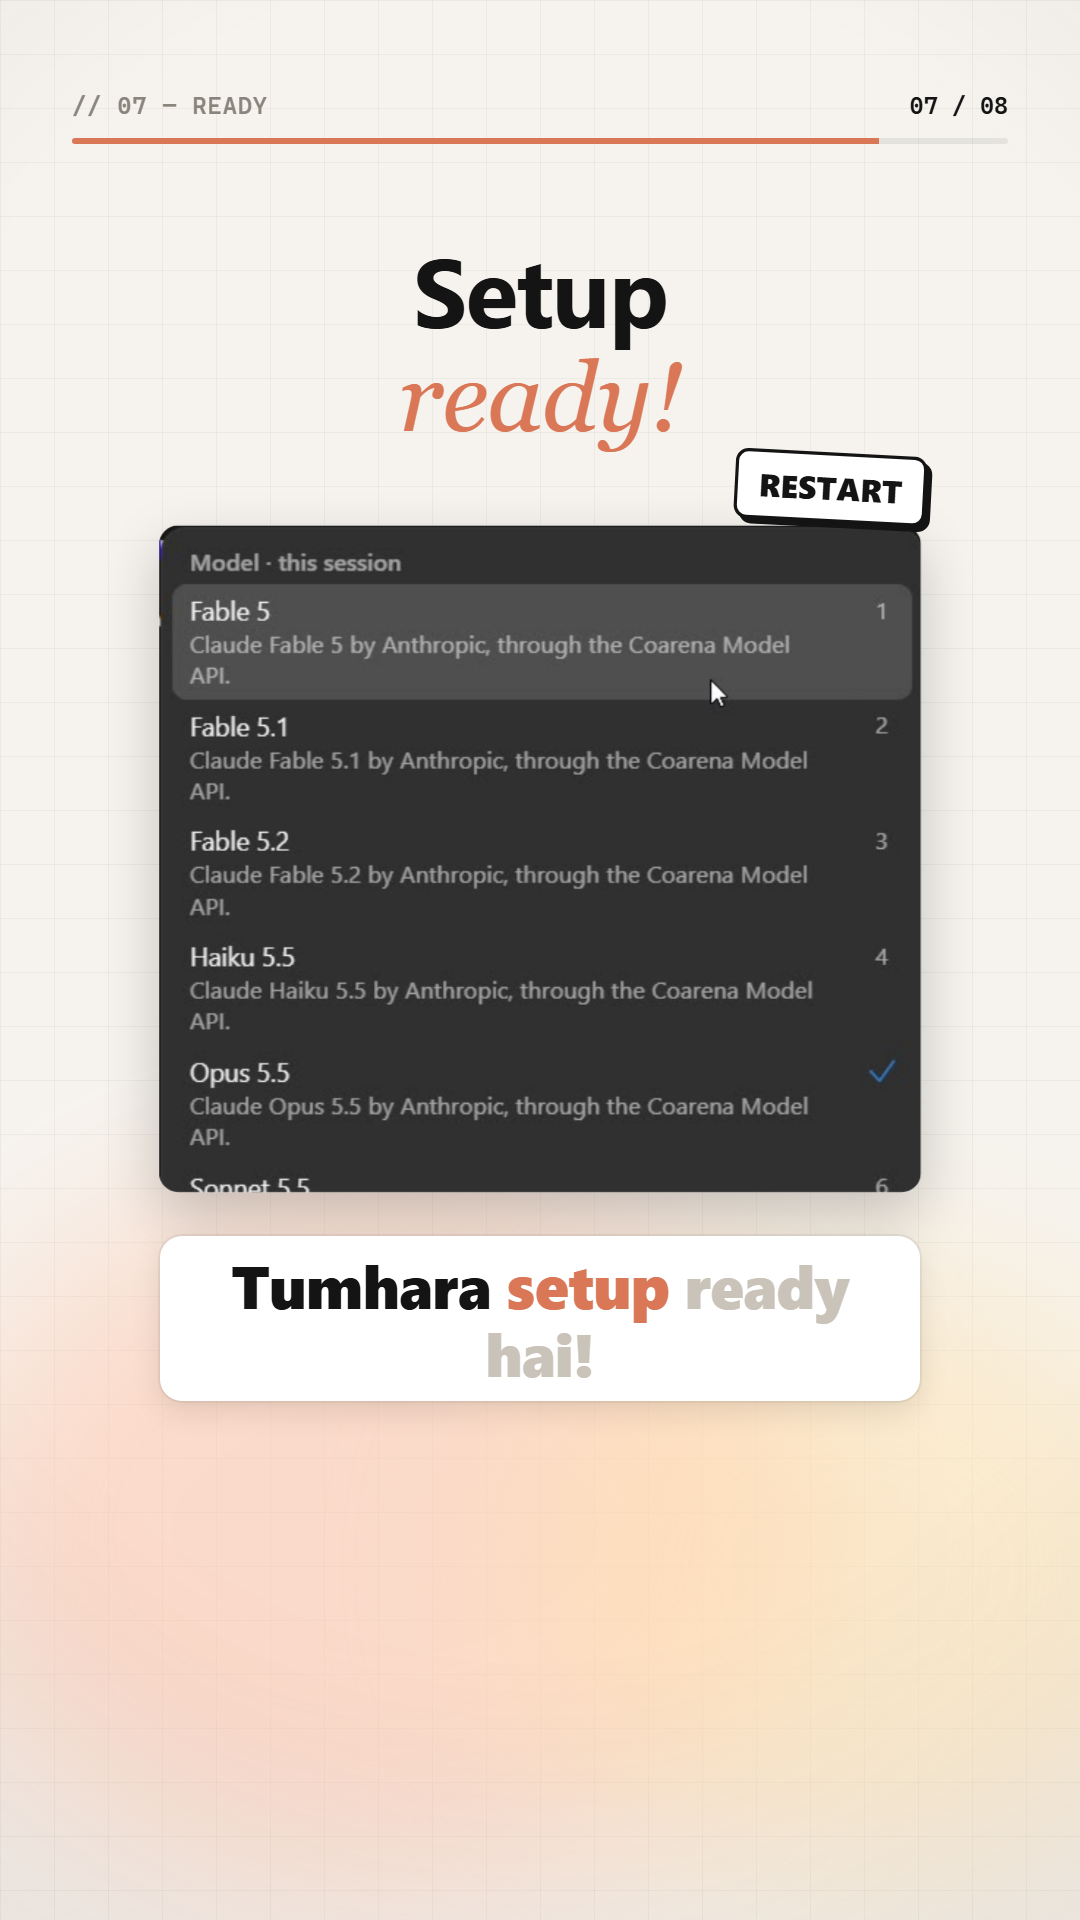 // 07 — READY
07 / 08
Setup
ready!
RESTART
Model · this session
Fable 5
1
Claude Fable 5 by Anthropic, through the Coarena Model
API.
Fable 5.1
2
Claude Fable 5.1 by Anthropic, through the Coarena Model
API.
Fable 5.2
3
Claude Fable 5.2 by Anthropic, through the Coarena Model
API.
Haiku 5.5
4
Claude Haiku 5.5 by Anthropic, through the Coarena Model
API.
Opus 5.5
Claude Opus 5.5 by Anthropic, through the Coarena Model
API.
Sonnet 5.5
6
Tumhara setup ready
hai!